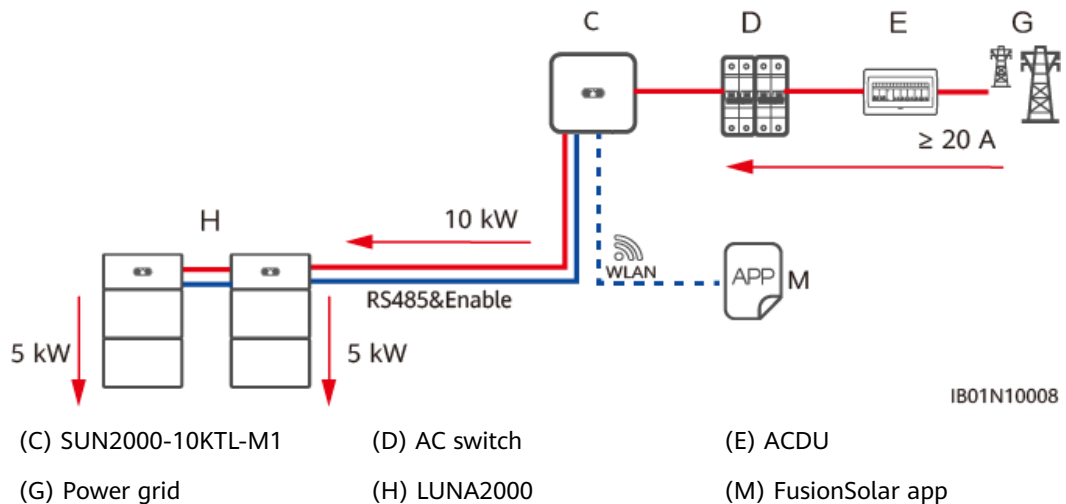 C D E G
≥ 20 A
H 10 kW
WLAN
APP M
RS485&Enable
5 kW 5 kW
IB01N10008
(C) SUN2000-10KTL-M1 (D) AC switch (E) ACDU
(G) Power grid (H) LUNA2000 (M) FusionSolar app